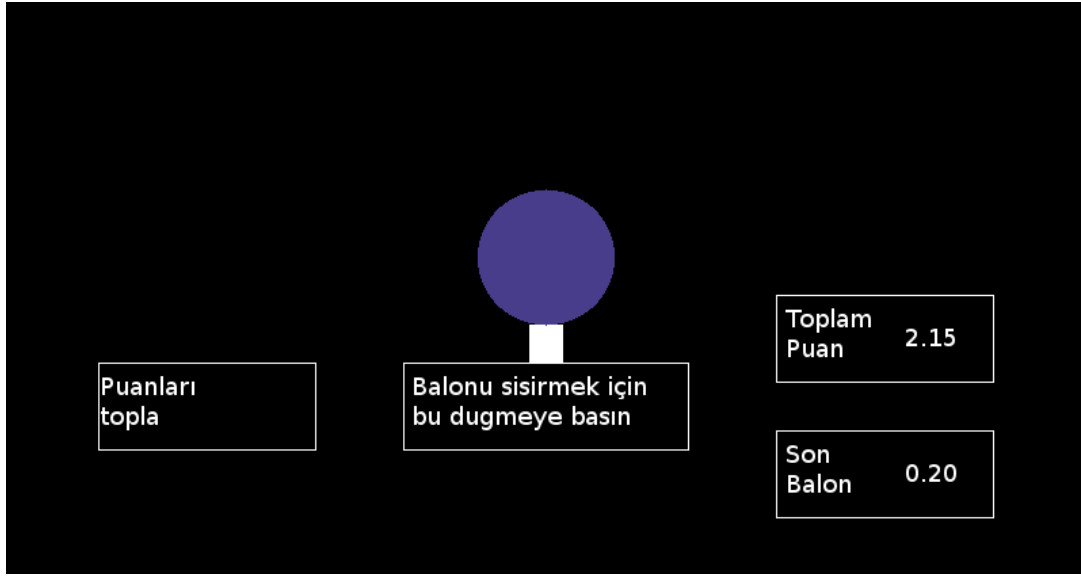 Puanları
topla
Balonu sisirmek için
bu dugmeye basın
Toplam
Puan
2.15
Son
Balon
0.20